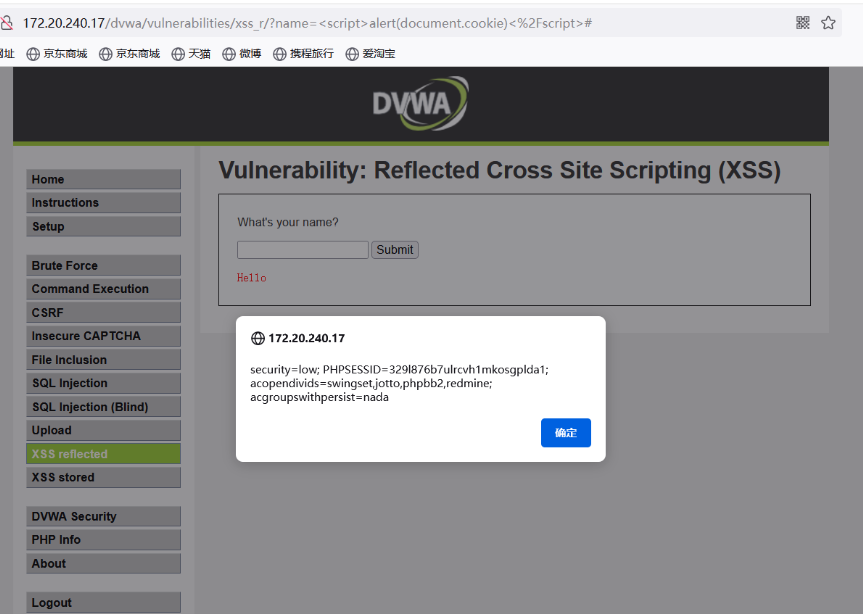 172.20.240.17/dvwa/vulnerabilities/xss_r/?name=<script>alert(document.cookie)<%2Fscript>#
网址 京东商城 京东商城 天猫 微博 携程旅行 爱淘宝
DVWA
Home
Instructions
Setup
Brute Force
Command Execution
CSRF
Insecure CAPTCHA
File Inclusion
SQL Injection
SQL Injection (Blind)
Upload
XSS reflected
XSS stored
DVWA Security
PHP Info
About
Logout
Vulnerability: Reflected Cross Site Scripting (XSS)
What's your name?
Submit
Hello
172.20.240.17
security=low; PHPSESSID=329l876b7ulrcvh1mkosgplda1;
acopendivids=swingset,jotto,phpbb2,redmine;
acgroupswithpersist=nada
确定